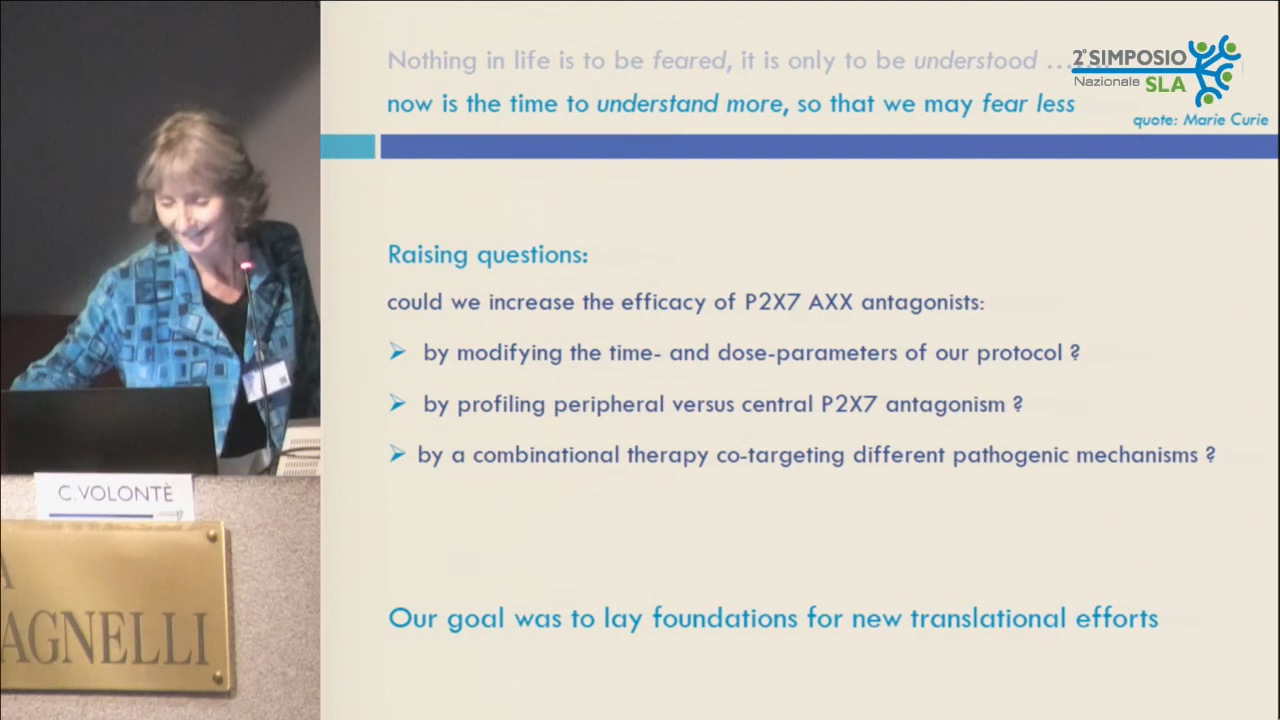 Nothing in life is to be feared, it is only to be understood ...
now is the time to understand more, so that we may fear less
2° SIMPOSIO
Nazionale SLA
quote: Marie Curie
Raising questions:
could we increase the efficacy of P2X7 AXX antagonists:
➢ by modifying the time- and dose-parameters of our protocol ?
➢ by profiling peripheral versus central P2X7 antagonism ?
➢ by a combinational therapy co-targeting different pathogenic mechanisms ?
Our goal was to lay foundations for new translational efforts
C.VOLONTÈ
A
AGNELLI